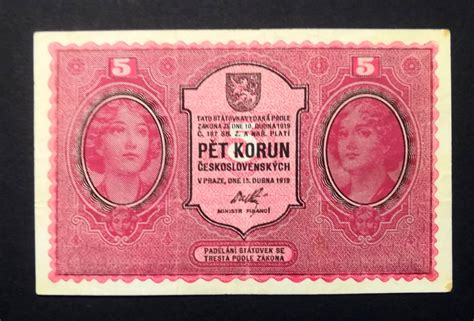 5 5
TATO STÁTOVKA VYDANÁ PODLE
ZÁKONA ZE DNE 10. DUBNA 1919
Č. 187 SB. Z. A NAŘ. PLATÍ
PĚT KORUN
ČESKOSLOVENSKÝCH
V PRAZE, DNE 15. DUBNA 1919
MINISTR FINANCÍ
PADĚLÁNÍ STÁTOVEK SE
TRESTÁ PODLE ZÁKONA